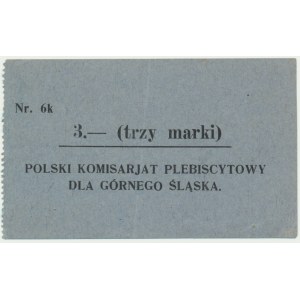 Nr. 6k
3.— (trzy marki)
POLSKI KOMISARJAT PLEBISCYTOWY
DLA GÓRNEGO ŚLĄSKA.